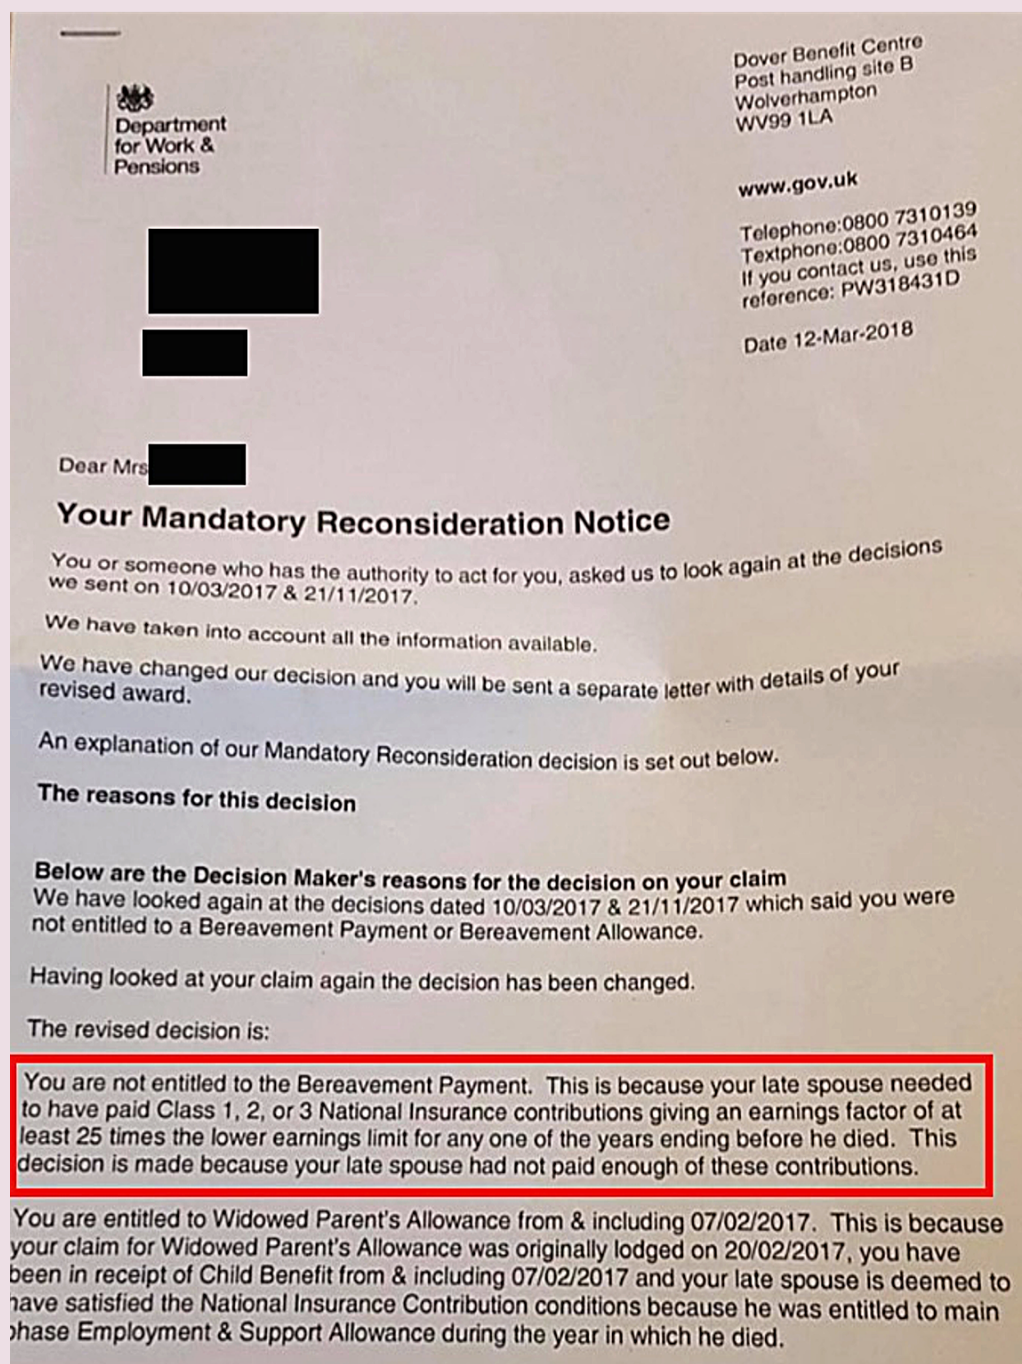 Dover Benefit Centre
Post handling site B
Wolverhampton
WV99 1LA
Department
for Work &
Pensions
www.gov.uk
Telephone:0800 7310139
Textphone:0800 7310464
If you contact us, use this
reference: PW318431D
Date 12-Mar-2018
Dear Mrs
Your Mandatory Reconsideration Notice
You or someone who has the authority to act for you, asked us to look again at the decisions
we sent on 10/03/2017 & 21/11/2017.
We have taken into account all the information available.
We have changed our decision and you will be sent a separate letter with details of your
revised award.
An explanation of our Mandatory Reconsideration decision is set out below.
The reasons for this decision
Below are the Decision Maker's reasons for the decision on your claim
We have looked again at the decisions dated 10/03/2017 & 21/11/2017 which said you were
not entitled to a Bereavement Payment or Bereavement Allowance.
Having looked at your claim again the decision has been changed.
The revised decision is:
You are not entitled to the Bereavement Payment. This is because your late spouse needed
to have paid Class 1, 2, or 3 National Insurance contributions giving an earnings factor of at
least 25 times the lower earnings limit for any one of the years ending before he died. This
decision is made because your late spouse had not paid enough of these contributions.
You are entitled to Widowed Parent's Allowance from & including 07/02/2017. This is because
your claim for Widowed Parent's Allowance was originally lodged on 20/02/2017, you have
been in receipt of Child Benefit from & including 07/02/2017 and your late spouse is deemed to
have satisfied the National Insurance Contribution conditions because he was entitled to main
phase Employment & Support Allowance during the year in which he died.